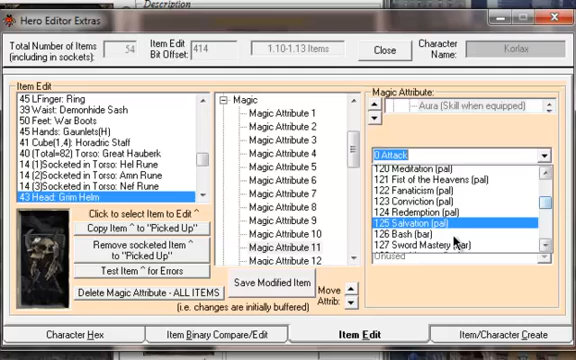 Description
Hero Editor Extras
Total Number of Items
(including in sockets)
54
Item Edit
Bit Offset:
414
1.10-1.13 Items
Close
Character
Name:
Korlax
Item Edit
45 LFinger: Ring
39 Waist: Demonhide Sash
50 Feet: War Boots
45 Hands: Gauntlets(H)
41 Cube(1,4): Horadric Staff
40 (Total=82) Torso: Great Hauberk
14 (1)Socketed in Torso: Hel Rune
14 (2)Socketed in Torso: Amn Rune
14 (3)Socketed in Torso: Nef Rune
43 Head: Grim Helm
Click to select Item to Edit ^
Copy Item ^ to "Picked Up"
Remove socketed Item ^
to "Picked Up"
Test Item ^ for Errors
Delete Magic Attribute - ALL ITEMS
Magic
Magic Attribute 1
Magic Attribute 2
Magic Attribute 3
Magic Attribute 4
Magic Attribute 5
Magic Attribute 6
Magic Attribute 7
Magic Attribute 8
Magic Attribute 9
Magic Attribute 10
Magic Attribute 11
Magic Attribute 12
Save Modified Item
Move
Attrib:
(i.e. changes are initially buffered)
Magic Attribute:
Aura (Skill when equipped)
0 Attack
120 Meditation (pal)
121 Fist of the Heavens (pal)
122 Fanaticism (pal)
123 Conviction (pal)
124 Redemption (pal)
125 Salvation (pal)
126 Bash (bar)
127 Sword Mastery (bar)
Unused
Character Hex
Item Binary Compare/Edit
Item Edit
Item/Character Create